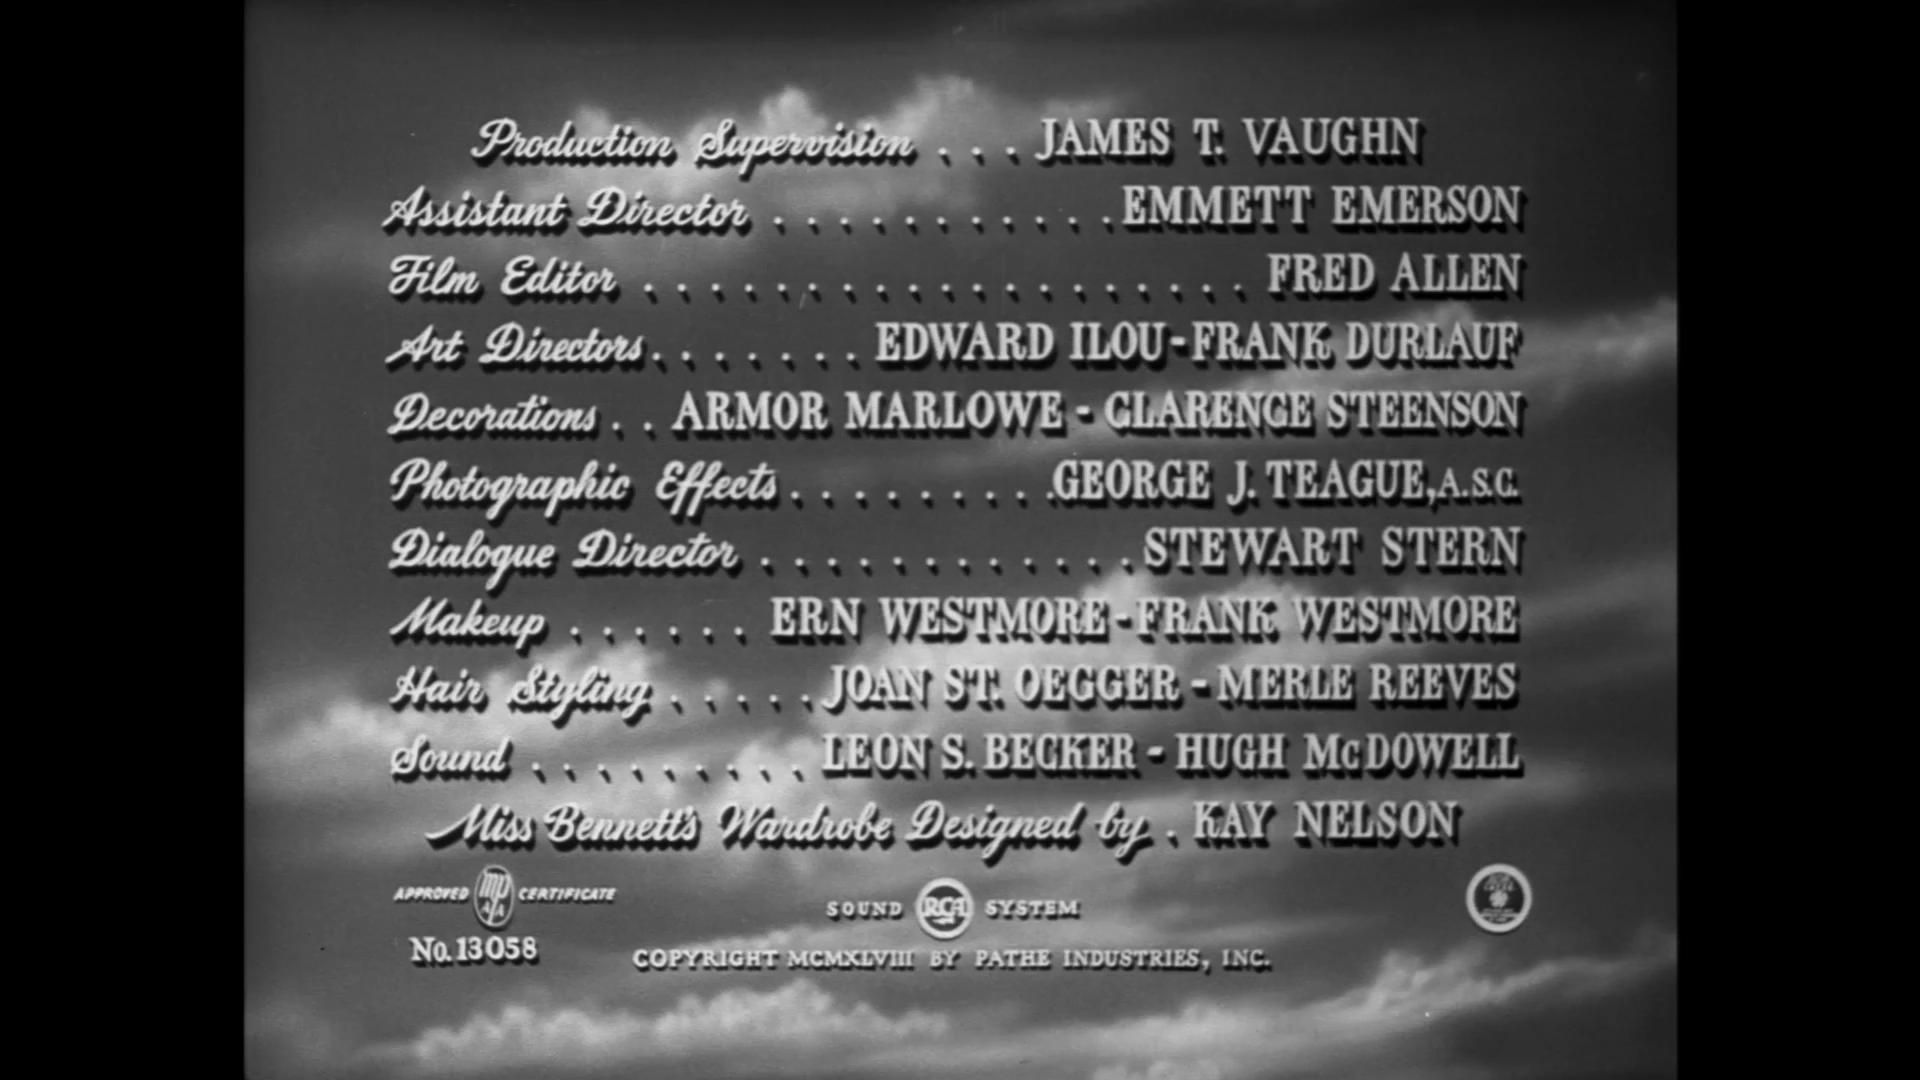 Production Supervision . . . JAMES T. VAUGHN
Assistant Director . . . . . . . . . . . EMMETT EMERSON
Film Editor . . . . . . . . . . . . . . . . . . . FRED ALLEN
Art Directors . . . . . . . EDWARD ILOU-FRANK DURLAUF
Decorations . . ARMOR MARLOWE - CLARENCE STEENSON
Photographic Effects . . . . . . . . . GEORGE J. TEAGUE, A.S.C.
Dialogue Director . . . . . . . . . . . . STEWART STERN
Makeup . . . . . . ERN WESTMORE-FRANK WESTMORE
Hair Styling . . . . . JOAN ST. OEGGER - MERLE REEVES
Sound . . . . . . . . . LEON S. BECKER - HUGH McDOWELL
Miss Bennett's Wardrobe Designed by . KAY NELSON
APPROVED MPAA CERTIFICATE
No. 13058
SOUND RCA SYSTEM
COPYRIGHT MCMXLVIII BY PATHE INDUSTRIES, INC.